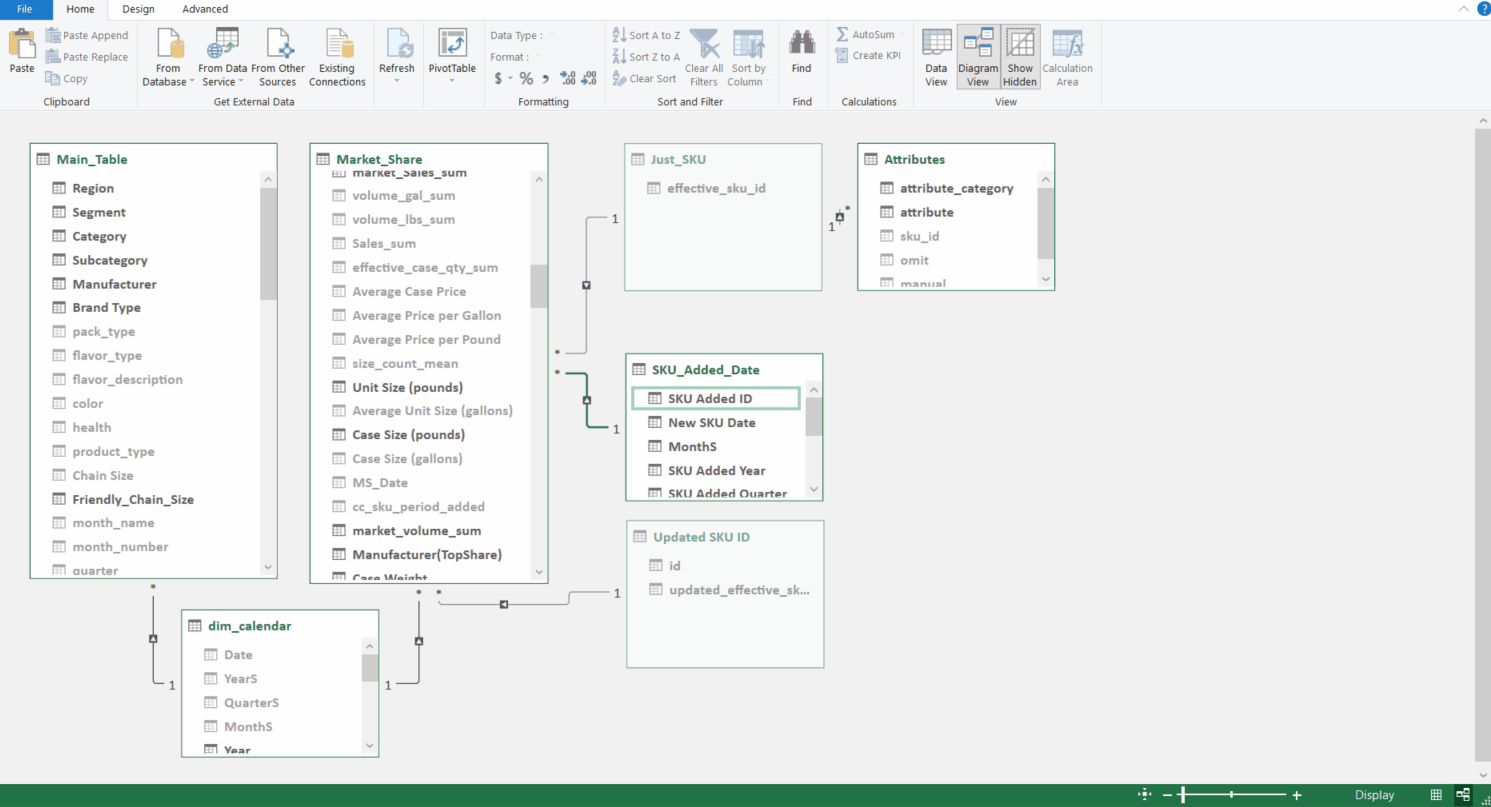 File
Home
Design
Advanced
?
Paste
Paste Append
Paste Replace
Copy
Clipboard
From
Database
From Data
Service
From Other
Sources
Existing
Connections
Get External Data
Refresh
PivotTable
Data Type :
Format :
$ % ,
Formatting
Sort A to Z
Sort Z to A
Clear Sort
Clear All
Filters
Sort by
Column
Sort and Filter
Find
Find
AutoSum
Create KPI
Calculations
Data
View
Diagram
View
Show
Hidden
Calculation
Area
View
Main_Table
Region
Segment
Category
Subcategory
Manufacturer
Brand Type
pack_type
flavor_type
flavor_description
color
health
product_type
Chain Size
Friendly_Chain_Size
month_name
month_number
quarter
Market_Share
market_Sales_sum
volume_gal_sum
volume_lbs_sum
Sales_sum
effective_case_qty_sum
Average Case Price
Average Price per Gallon
Average Price per Pound
size_count_mean
Unit Size (pounds)
Average Unit Size (gallons)
Case Size (pounds)
Case Size (gallons)
MS_Date
cc_sku_period_added
market_volume_sum
Manufacturer(TopShare)
Case Weight
Just_SKU
effective_sku_id
Attributes
attribute_category
attribute
sku_id
omit
manual
1
*
1
*
SKU_Added_Date
SKU Added ID
New SKU Date
MonthS
SKU Added Year
SKU Added Quarter
*
1
Updated SKU ID
id
updated_effective_sk...
*
1
dim_calendar
Date
YearS
QuarterS
MonthS
Year
*
1
*
1
Display